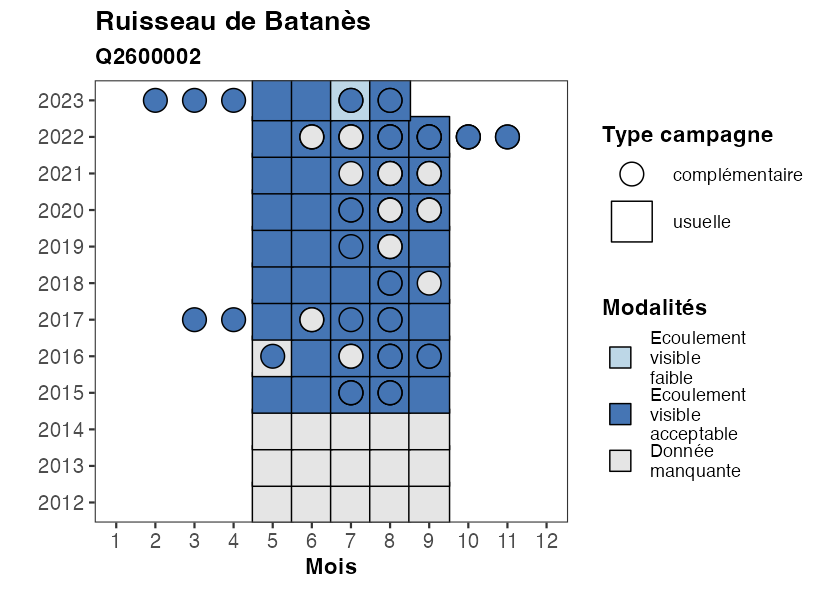 Ruisseau de Batanès
Q2600002
2023
2022
2021
2020
2019
2018
2017
2016
2015
2014
2013
2012
1 2 3 4 5 6 7 8 9 10 11 12
Mois
Type campagne
complémentaire
usuelle
Modalités
Ecoulement
visible
faible
Ecoulement
visible
acceptable
Donnée
manquante